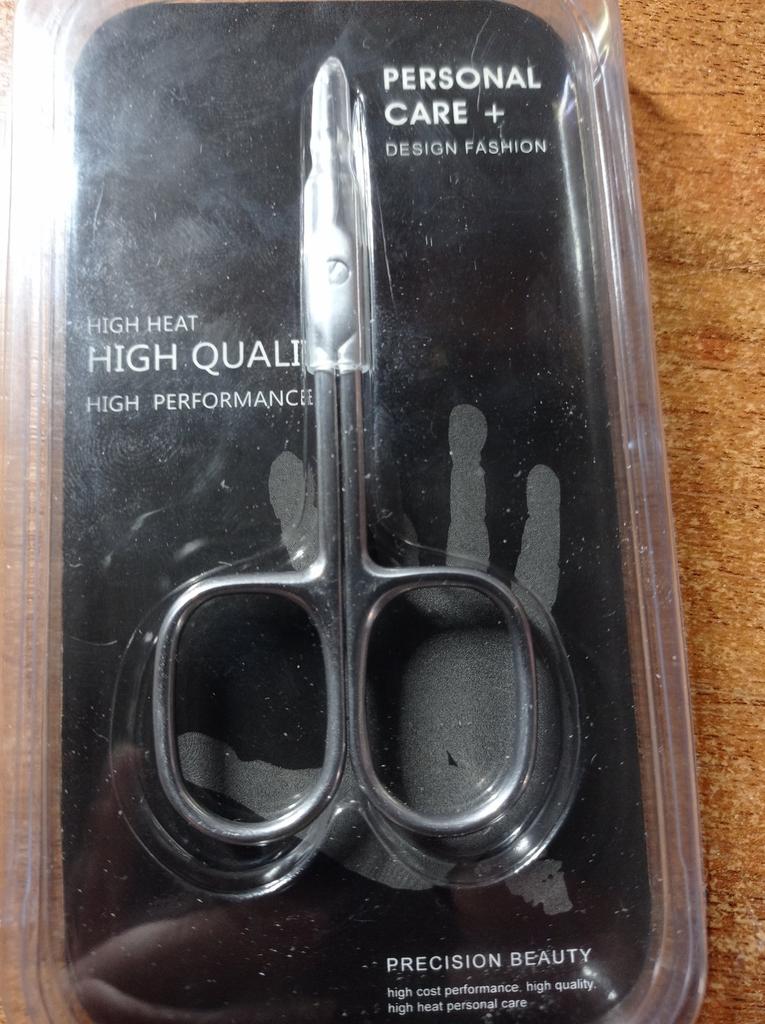 PERSONAL
CARE +
DESIGN FASHION
HIGH HEAT
HIGH QUALI
HIGH PERFORMANCE
PRECISION BEAUTY
high cost performance. high quality.
high heat personal care